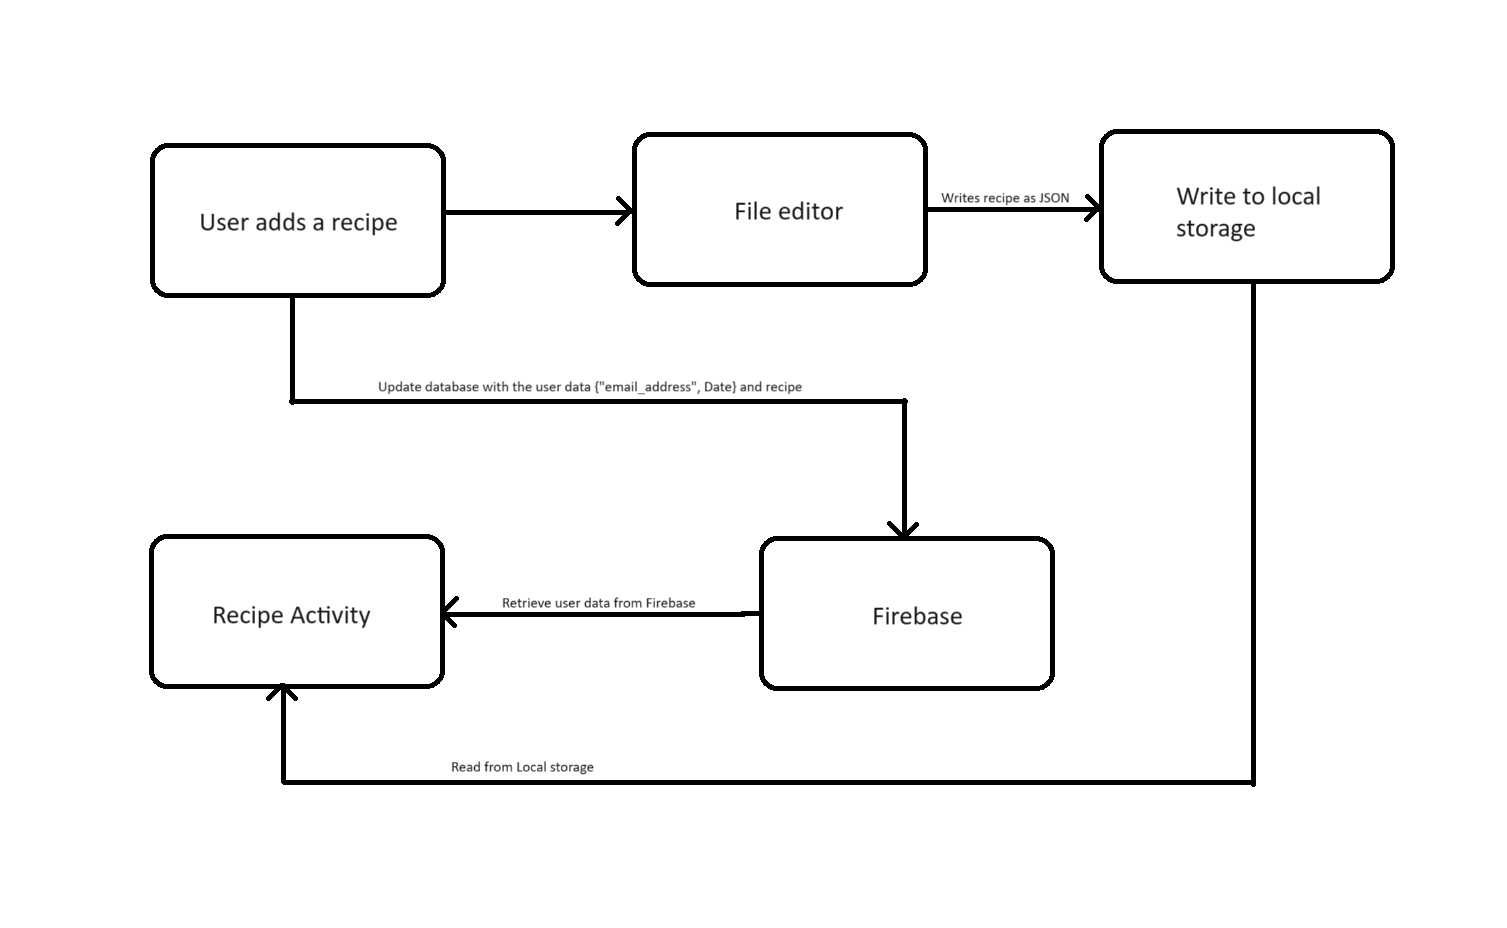 User adds a recipe
File editor
Writes recipe as JSON
Write to local
storage
Update database with the user data {"email_address", Date} and recipe
Recipe Activity
Retrieve user data from Firebase
Firebase
Read from Local storage